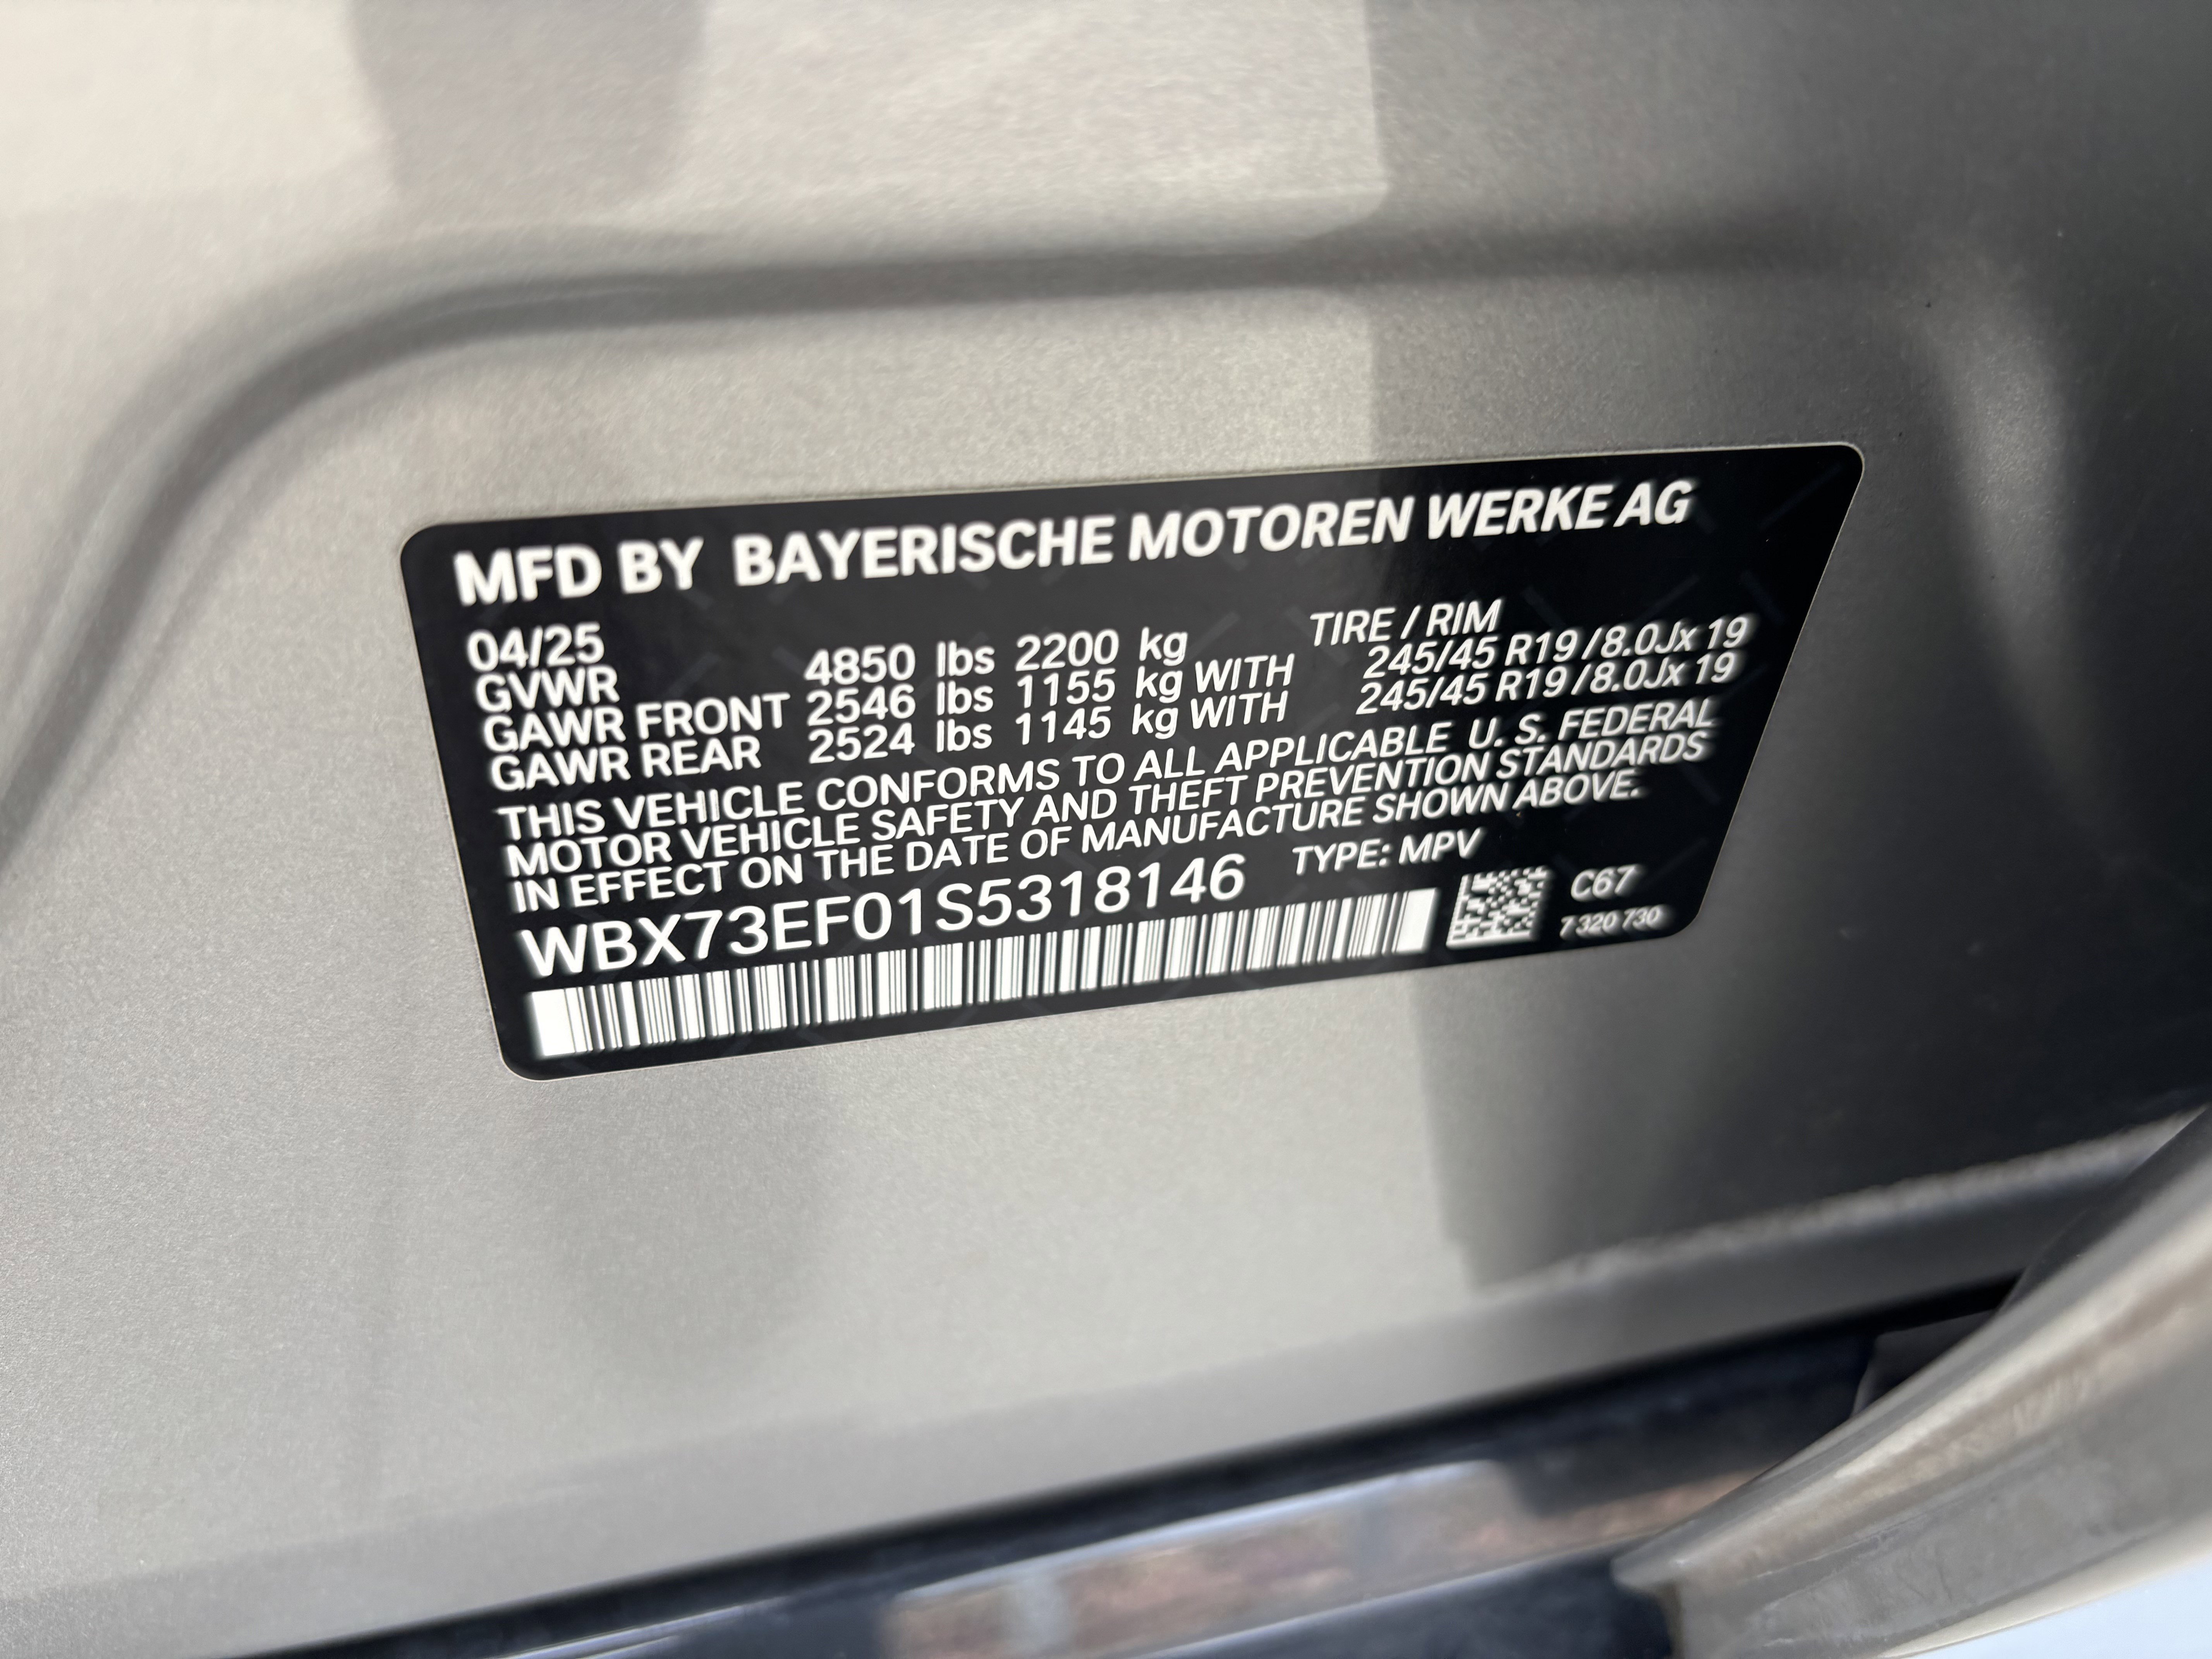 MFD BY BAYERISCHE MOTOREN WERKE AG
04/25
TIRE / RIM
GVWR 4850 lbs 2200 kg
GAWR FRONT 2546 lbs 1155 kg WITH 245/45 R19 /8.0Jx 19
GAWR REAR 2524 lbs 1145 kg WITH 245/45 R19 /8.0Jx 19
THIS VEHICLE CONFORMS TO ALL APPLICABLE U. S. FEDERAL
MOTOR VEHICLE SAFETY AND THEFT PREVENTION STANDARDS
IN EFFECT ON THE DATE OF MANUFACTURE SHOWN ABOVE.
WBX73EF01S5318146 TYPE: MPV
C67
7 320 730